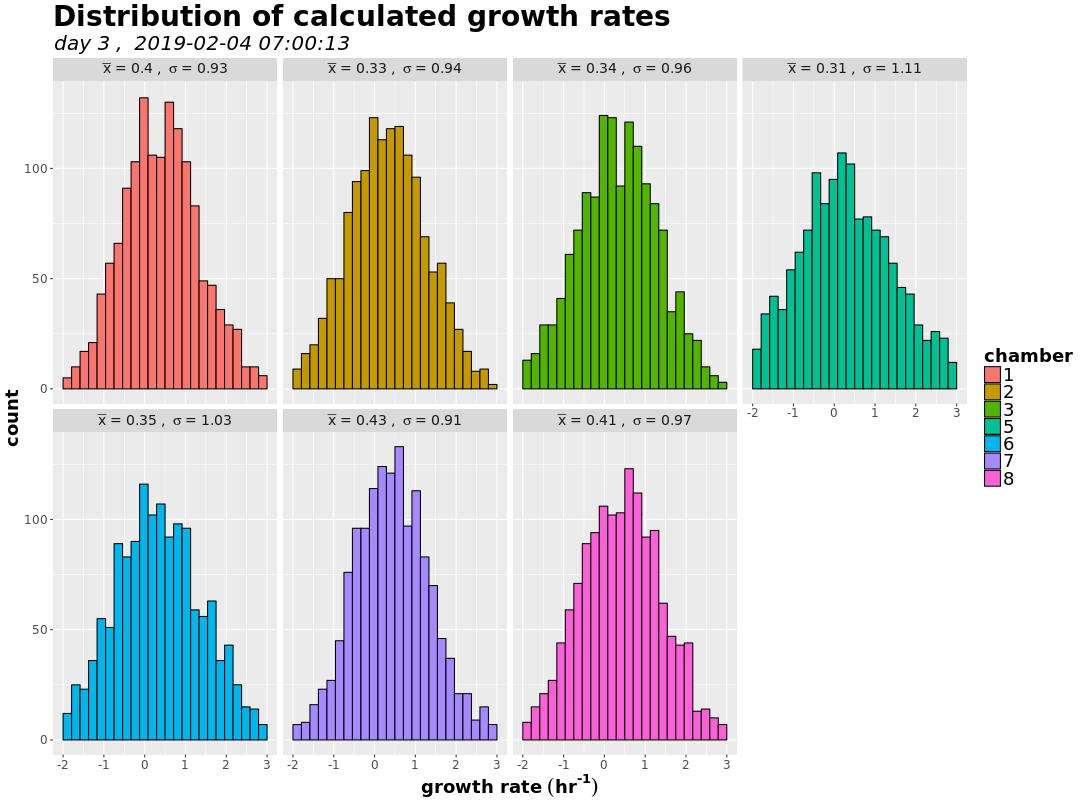 Distribution of calculated growth rates
day 3 , 2019-02-04 07:00:13
x̅ = 0.4 , σ = 0.93
x̅ = 0.33 , σ = 0.94
x̅ = 0.34 , σ = 0.96
x̅ = 0.31 , σ = 1.11
100
50
0
-2 -1 0 1 2 3
x̅ = 0.35 , σ = 1.03
x̅ = 0.43 , σ = 0.91
x̅ = 0.41 , σ = 0.97
100
50
0
-2 -1 0 1 2 3
-2 -1 0 1 2 3
-2 -1 0 1 2 3
count
growth rate (hr⁻¹)
chamber
1
2
3
5
6
7
8